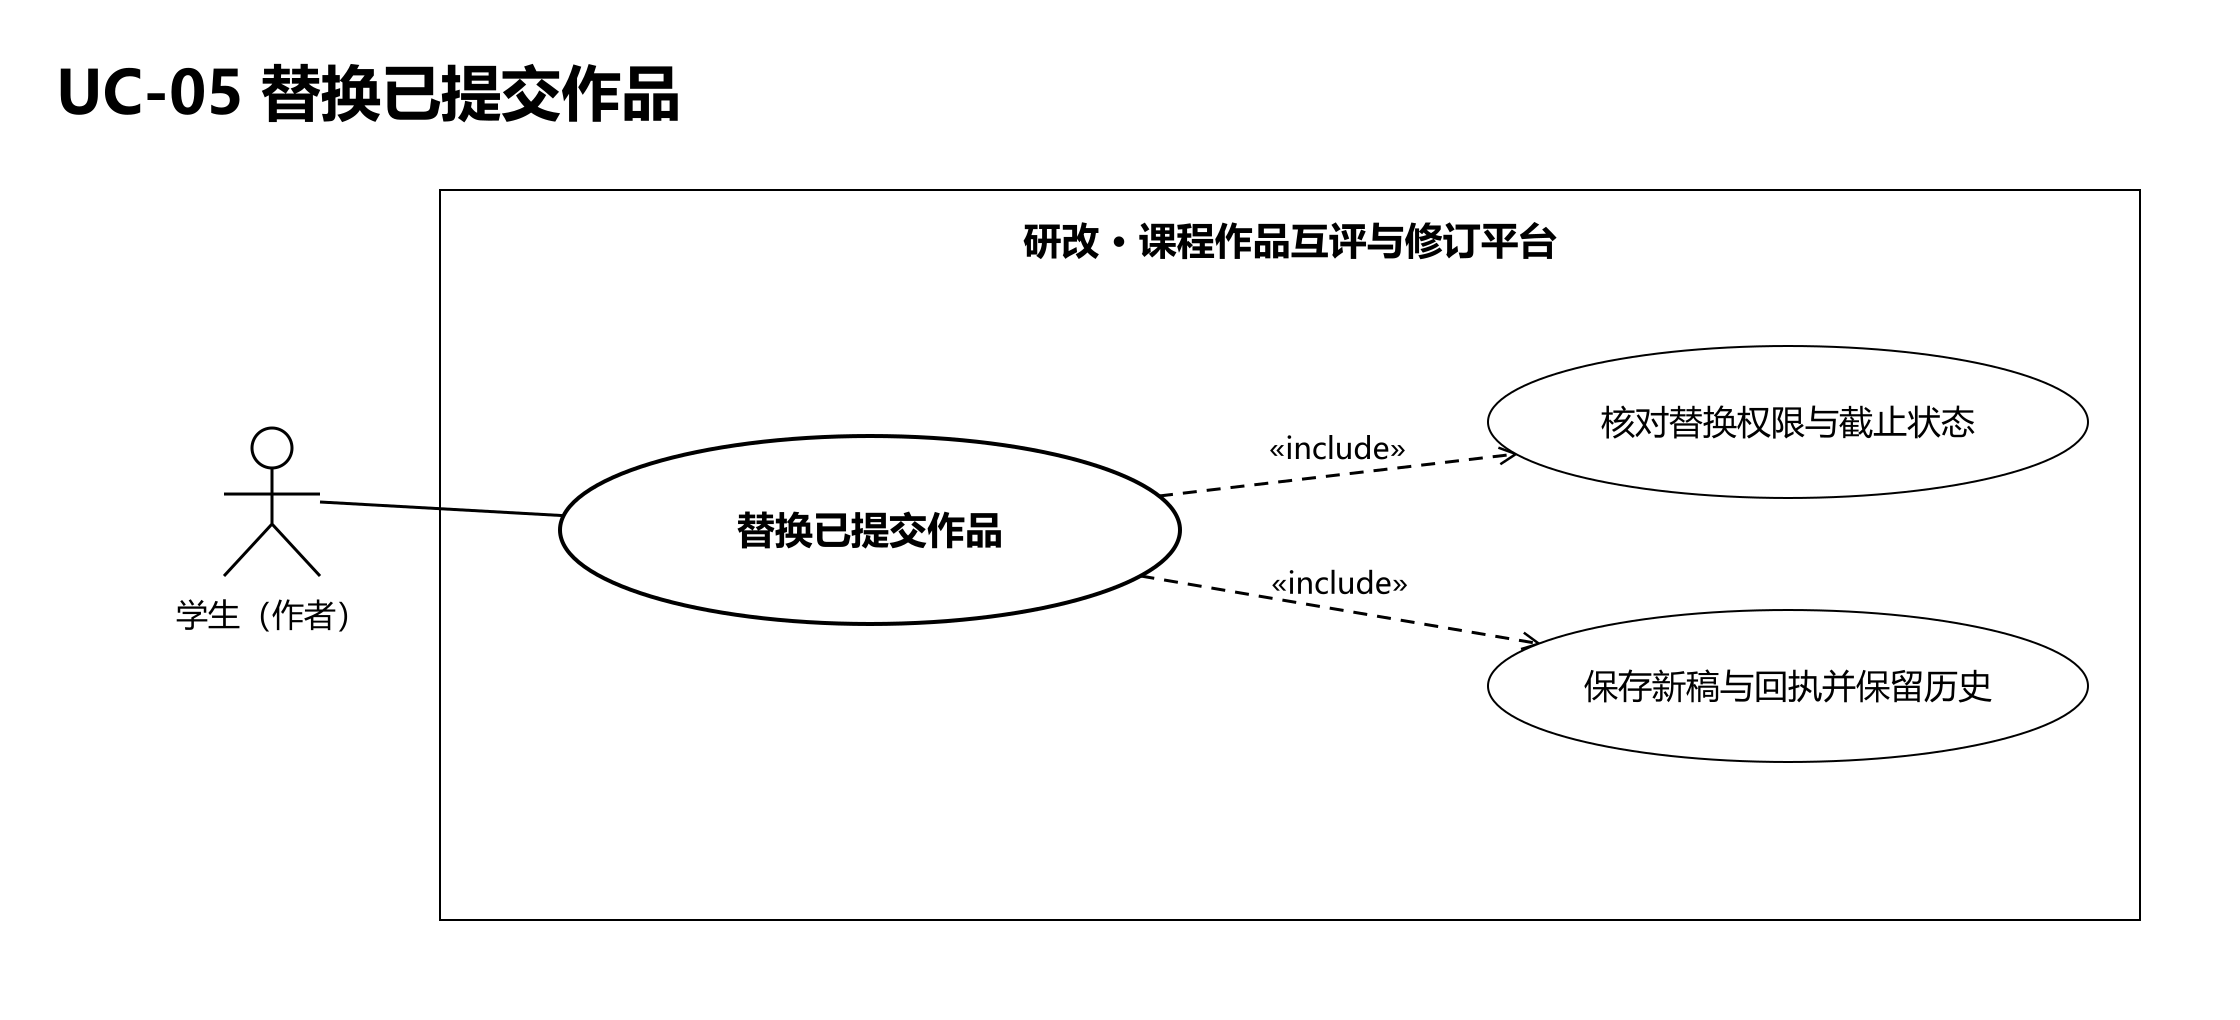 UC-05 替换已提交作品
研改·课程作品互评与修订平台
核对替换权限与截止状态
«include»
替换已提交作品
«include»
学生（作者）
保存新稿与回执并保留历史